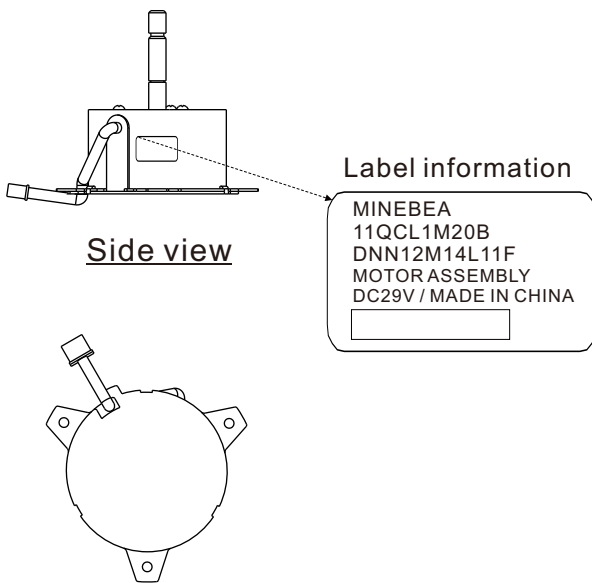 Label information
MINEBEA
11QCL1M20B
DNN12M14L11F
MOTOR ASSEMBLY
DC29V / MADE IN CHINA
Side view